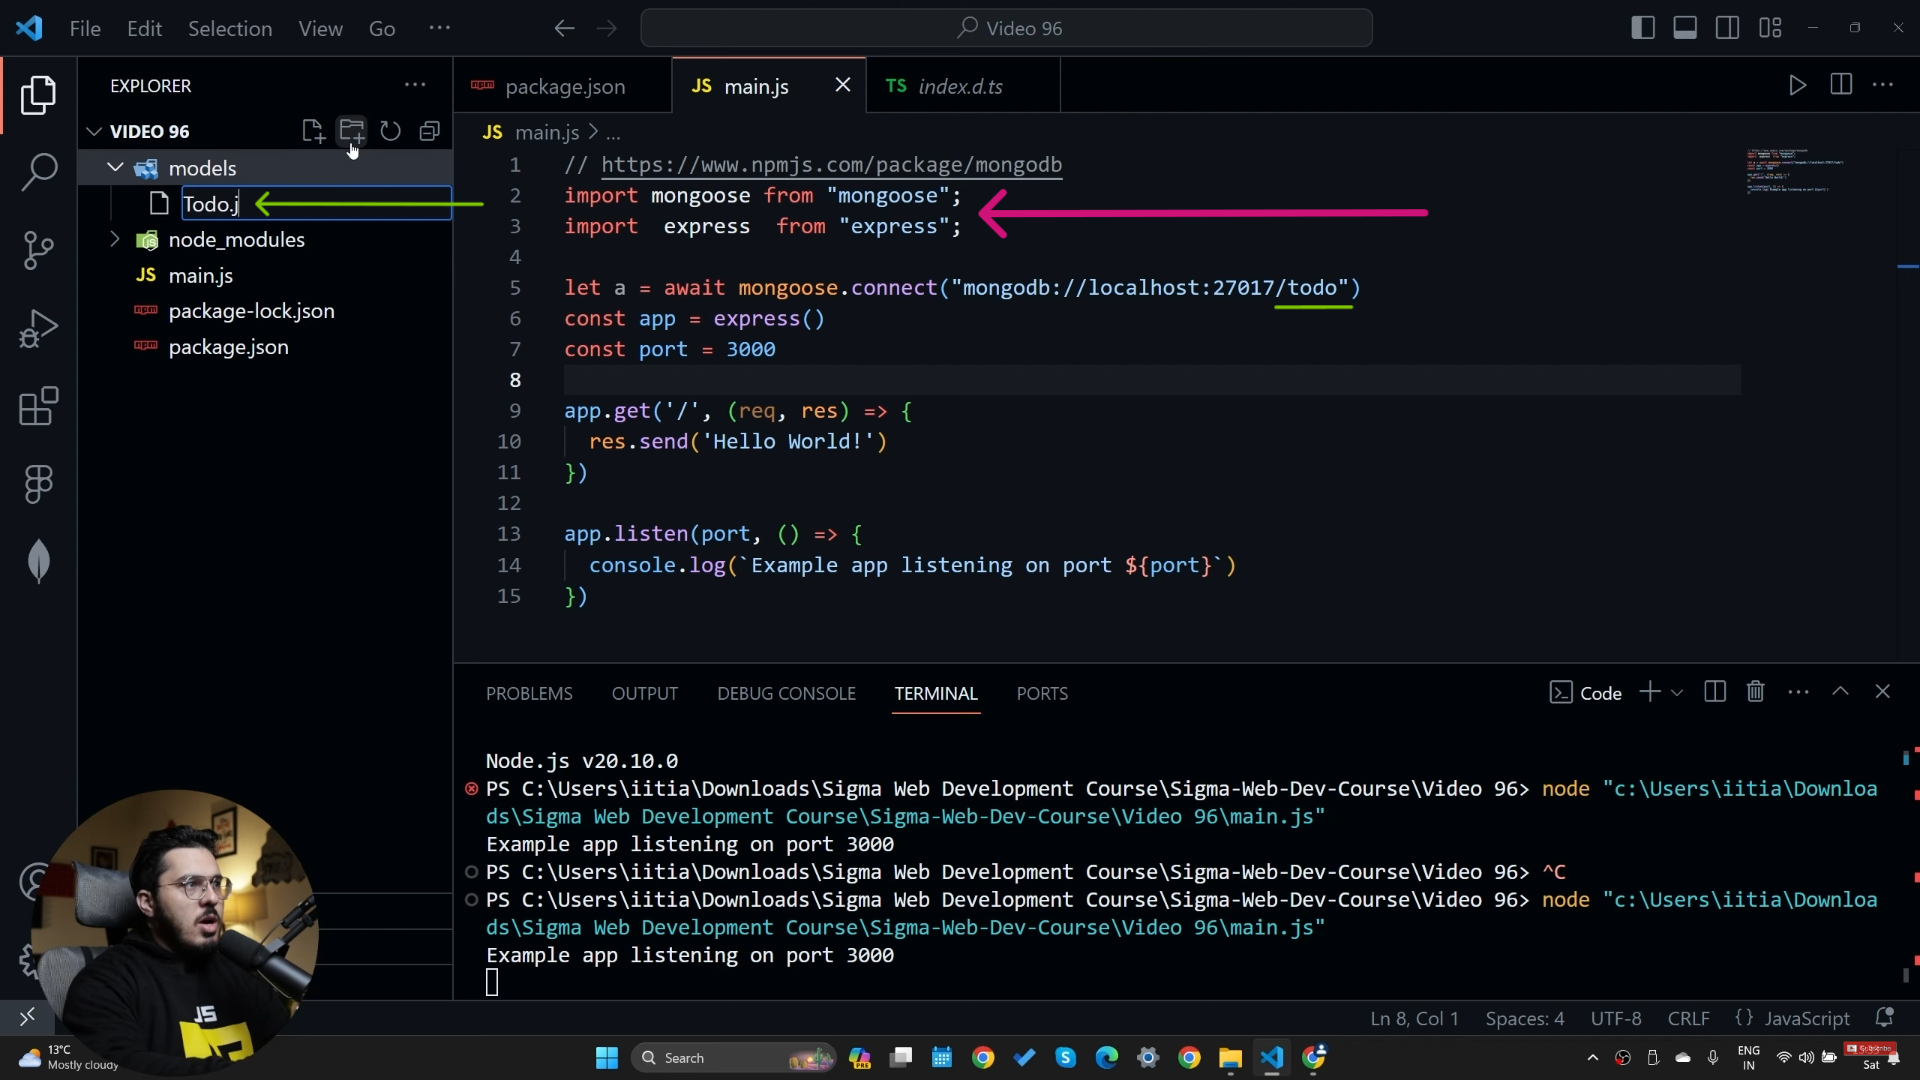 File Edit Selection View Go ...
Video 96
EXPLORER
VIDEO 96
models
Todo.j
node_modules
JS main.js
package-lock.json
package.json
package.json
JS main.js
TS index.d.ts
JS main.js > ...
1 // https://www.npmjs.com/package/mongodb
2 import mongoose from "mongoose";
3 import  express  from "express";
4
5 let a = await mongoose.connect("mongodb://localhost:27017/todo")
6 const app = express()
7 const port = 3000
8
9 app.get('/', (req, res) => {
10   res.send('Hello World!')
11 })
12
13 app.listen(port, () => {
14   console.log(`Example app listening on port ${port}`)
15 })
PROBLEMS OUTPUT DEBUG CONSOLE TERMINAL PORTS
Code
Node.js v20.10.0
PS C:\Users\iitia\Downloads\Sigma Web Development Course\Sigma-Web-Dev-Course\Video 96> node "c:\Users\iitia\Downloa
ds\Sigma Web Development Course\Sigma-Web-Dev-Course\Video 96\main.js"
Example app listening on port 3000
PS C:\Users\iitia\Downloads\Sigma Web Development Course\Sigma-Web-Dev-Course\Video 96> ^C
PS C:\Users\iitia\Downloads\Sigma Web Development Course\Sigma-Web-Dev-Course\Video 96> node "c:\Users\iitia\Downloa
ds\Sigma Web Development Course\Sigma-Web-Dev-Course\Video 96\main.js"
Example app listening on port 3000
JS
Ln 8, Col 1 Spaces: 4 UTF-8 CRLF {} JavaScript
13°C
Mostly cloudy
Search
PRE
ENG
IN
Subscribe
Sat